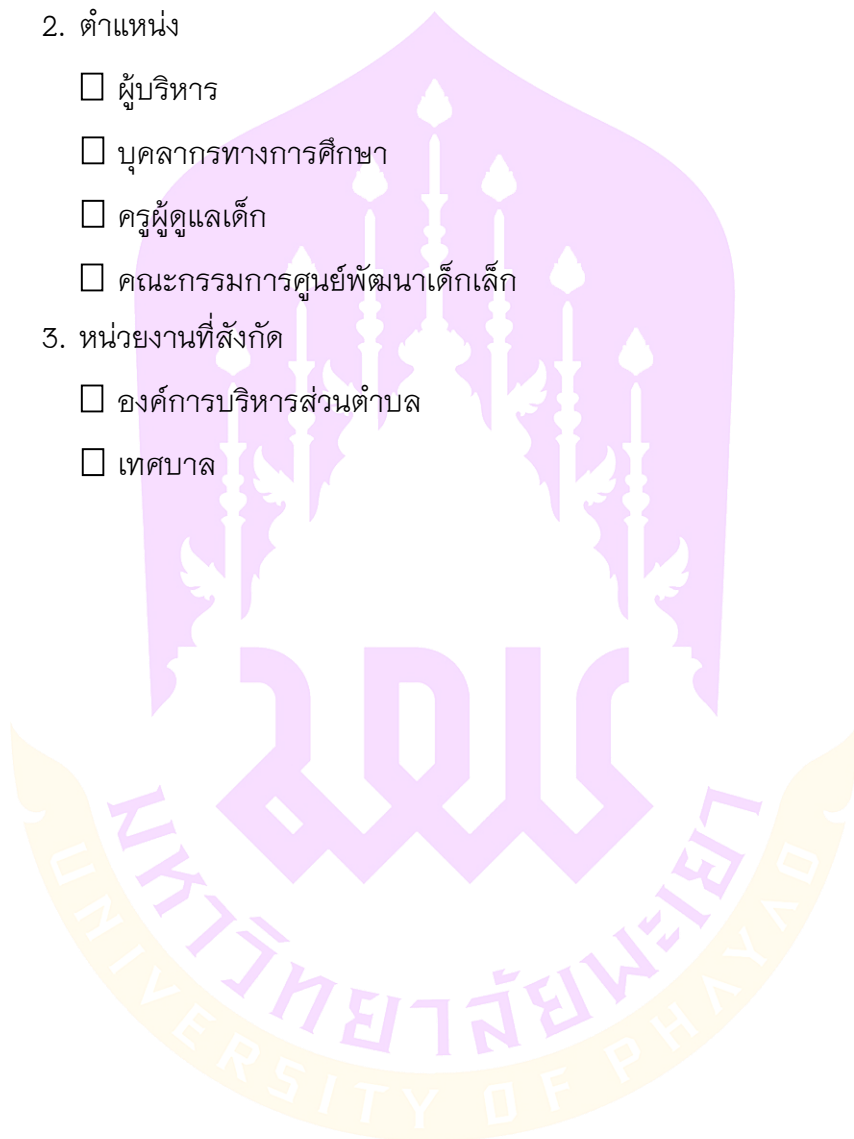 2. ตำแหน่ง
☐ ผู้บริหาร
☐ บุคลากรทางการศึกษา
☐ ครูผู้ดูแลเด็ก
☐ คณะกรรมการศูนย์พัฒนาเด็กเล็ก
3. หน่วยงานที่สังกัด
☐ องค์การบริหารส่วนตำบล
☐ เทศบาล
มหาวิทยาลัยพะเยา
UNIVERSITY OF PHAYAO